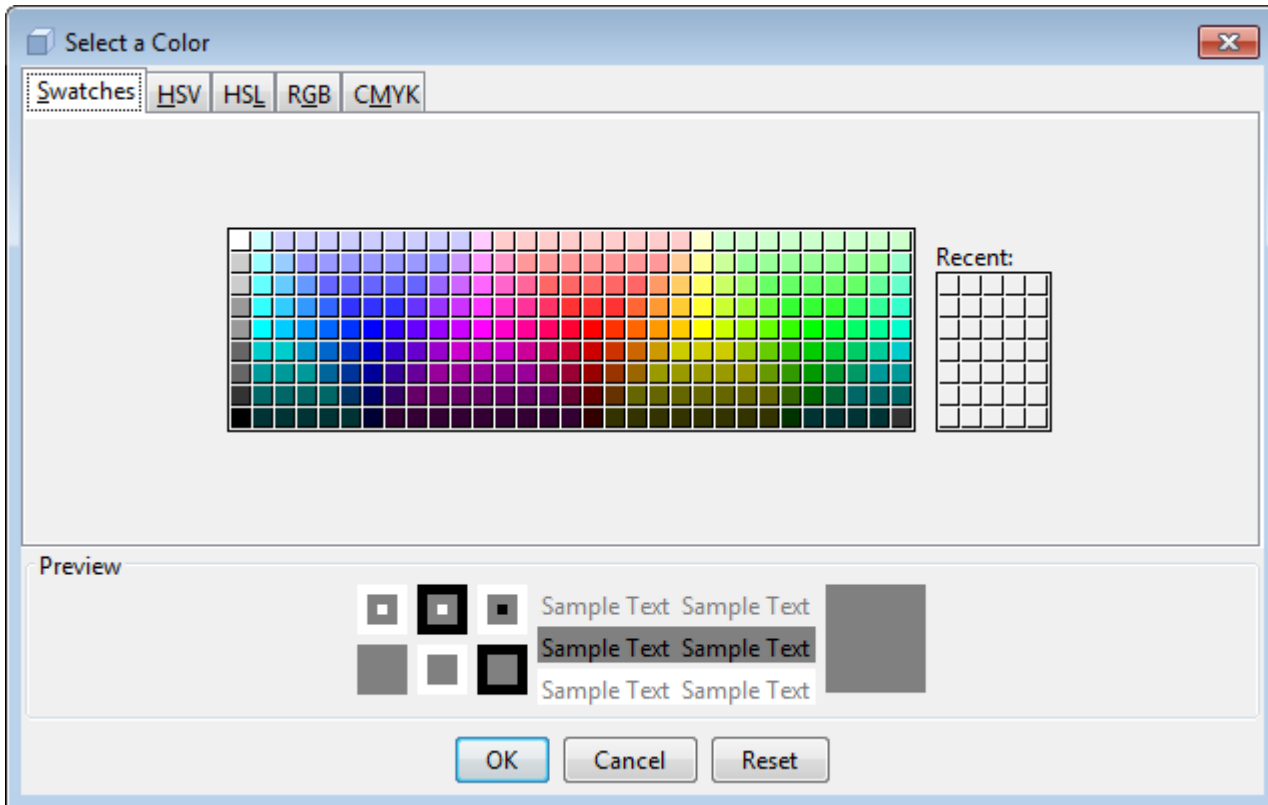 Select a Color
Swatches HSV HSL RGB CMYK
Recent:
Preview
Sample Text Sample Text
Sample Text Sample Text
Sample Text Sample Text
OK Cancel Reset